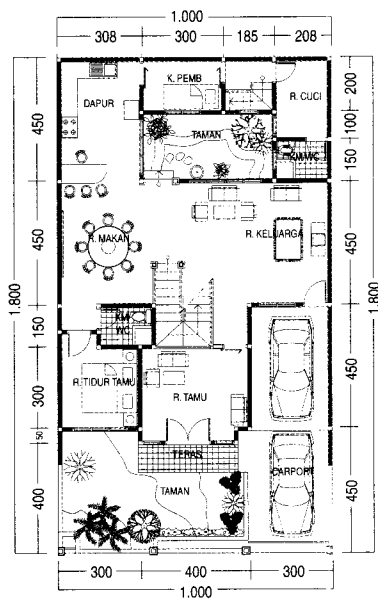 1.000
308 300 185 208
K. PEMB
R. CUCI
DAPUR
TAMAN
KM/WC
200
100
150
450
450
R. MAKAN
R. KELUARGA
450
1.800
1.800
150
KM
WC
450
300
R. TIDUR TAMU
R. TAMU
50
TERAS
CARPORT
TAMAN
400
450
300 400 300
1.000